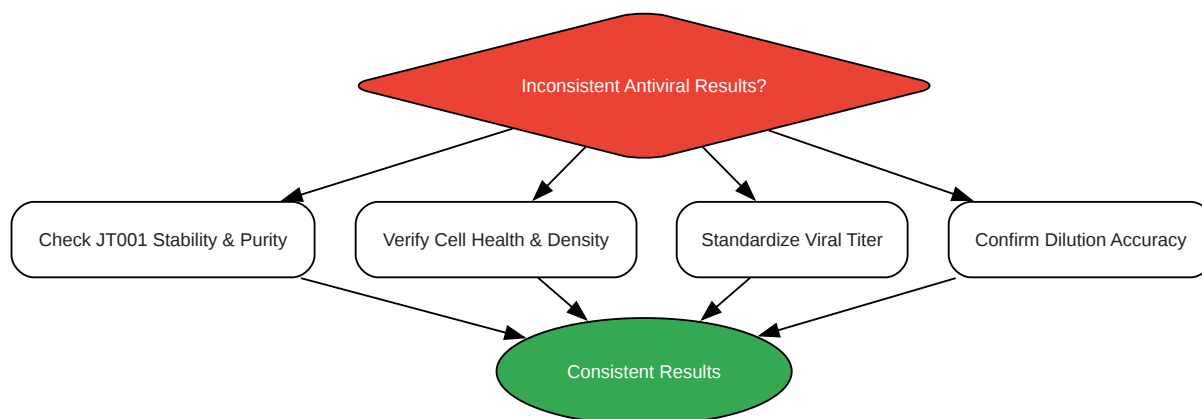 Inconsistent Antiviral Results?
Check JT001 Stability & Purity
Verify Cell Health & Density
Standardize Viral Titer
Confirm Dilution Accuracy
Consistent Results